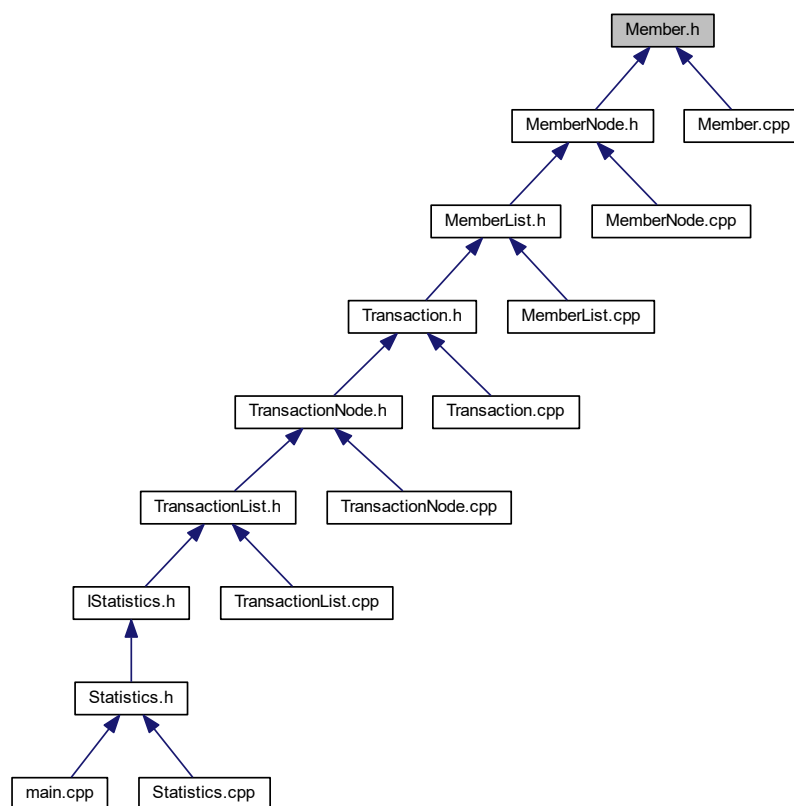 Member.h
MemberNode.h
Member.cpp
MemberList.h
MemberNode.cpp
Transaction.h
MemberList.cpp
TransactionNode.h
Transaction.cpp
TransactionList.h
TransactionNode.cpp
IStatistics.h
TransactionList.cpp
Statistics.h
main.cpp
Statistics.cpp